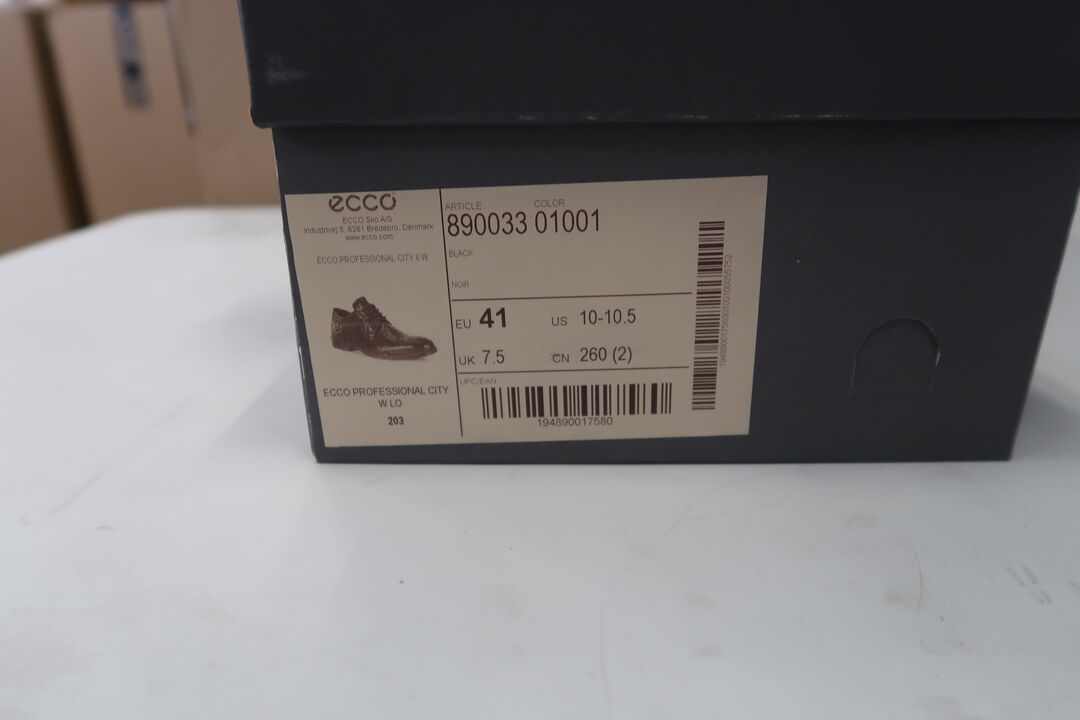 ecco
ECCO Sko A/S
Industrivej 5, 6261 Bredebro, Denmark
www.ecco.com
ECCO PROFESSIONAL CITY II W
ECCO PROFESSIONAL CITY
W LO
203
ARTICLE COLOR
890033 01001
BLACK
NOIR
EU 41 US 10-10.5
UK 7.5 CN 260 (2)
UPC/EAN
194890017580